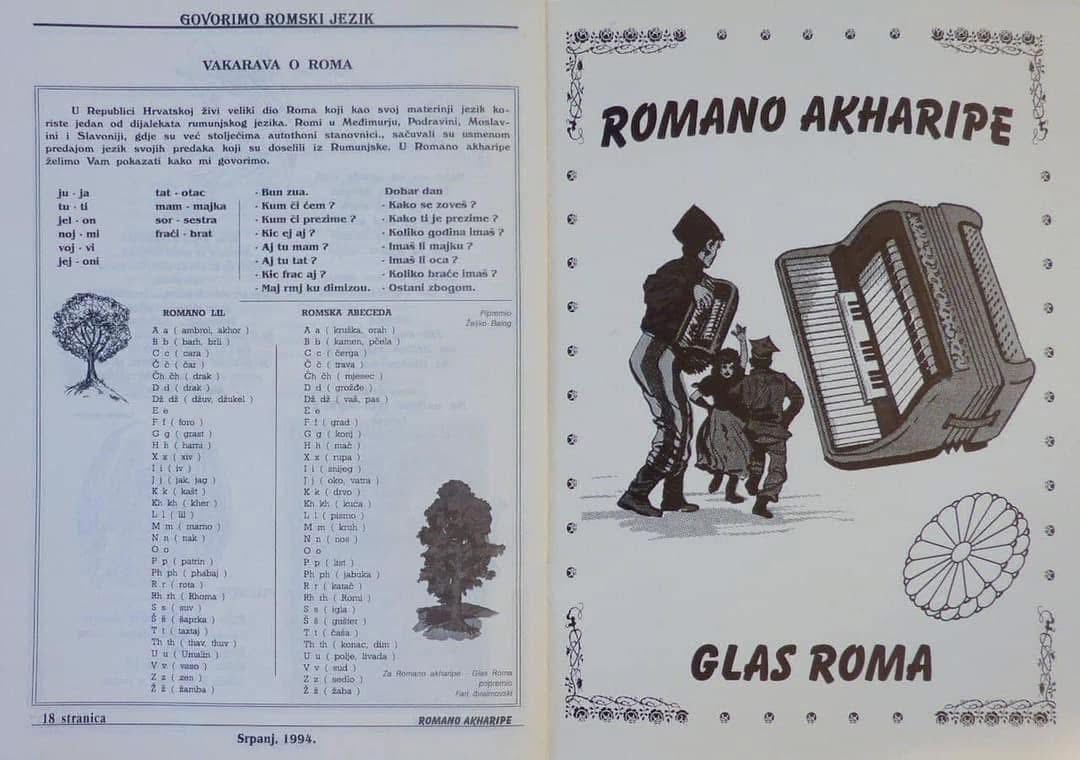 GOVORIMO ROMSKI JEZIK
VAKARAVA O ROMA
U Republici Hrvatskoj živi veliki dio Roma koji kao svoj materinji jezik ko-
riste jedan od dijalekata rumunjskog jezika. Romi u Međimurju, Podravini, Moslav-
ini i Slavoniji, gdje su već stoljećima autothoni stanovnici., sačuvali su usmenom
predajom jezik svojih predaka koji su doselili iz Rumunjske. U Romano akharipe
želimo Vam pokazati kako mi govorimo.
ju - ja
tu - ti
jel - on
noj - mi
voj - vi
jej - oni
tat - otac
mam - majka
sor - sestra
fraći - brat
- Bun zua.
- Kum či ćem ?
- Kum či prezime ?
- Kic ej aj ?
- Aj tu mam ?
- Aj tu tat ?
- Kic frac aj ?
- Maj rmj ku dimizou.
Dobar dan
- Kako se zoveš ?
- Kako ti je prezime ?
- Koliko godina imaš ?
- Imaš li majku ?
- Imaš li oca ?
- Koliko braće imaš ?
- Ostani zbogom.
Pipremio
Željko Balog
ROMANO LIL
A a ( ambrol, akhor )
B b ( barh, brli )
C c ( cara )
Č č ( čar )
Čh čh ( drak )
D d ( drak )
Dž dž ( džuv, džukel )
E e
F f ( foro )
G g ( grast )
H h ( hami )
X x ( xiv )
I i ( iv )
J j ( jak, jag )
K k ( kašt )
Kh kh ( kher )
L l ( lil )
M m ( marno )
N n ( nak )
O o
P p ( patrin )
Ph ph ( phabaj )
R r ( rota )
Rh rh ( Rhoma )
S s ( suv )
Š š ( šaprka )
T t ( taxtaj )
Th th ( thav, thuv )
U u ( Umalin )
V v ( vaso )
Z z ( zen )
Ž ž ( žamba )
ROMSKA ABECEDA
A a ( kruška, orah )
B b ( kamen, pčela )
C c ( čerga )
Č č ( trava )
Čh čh ( mjesec )
D d ( grožđe )
Dž dž ( vaš, pas )
E e
F f ( grad )
G g ( konj )
H h ( mač )
X x ( rupa )
I i ( snijeg )
J j ( oko, vatra )
K k ( drvo )
Kh kh ( kuća )
L l ( pismo )
M m ( kruh )
N n ( nos )
O o
P p ( list )
Ph ph ( jabuka )
R r ( katač )
Rh rh ( Romi )
S s ( igla )
Š š ( gušter )
T t ( čaša )
Th th ( konac, dim )
U u ( polje, livada )
V v ( sud )
Z z ( sedlo )
Ž ž ( žaba )
Za Romano akharipe - Glas Roma
popremio
Fari Ibraimovski
18 stranica
ROMANO AKHARIPE
Srpanj, 1994.
ROMANO AKHARIPE
GLAS ROMA